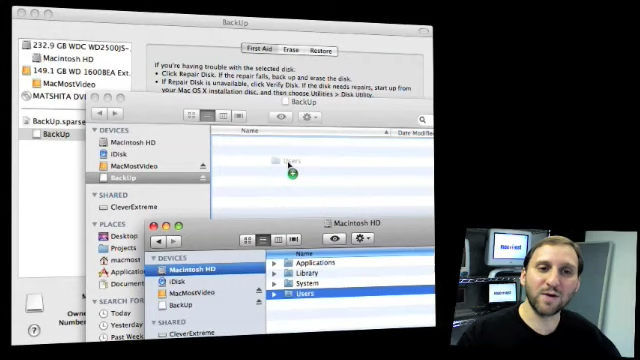 BackUp
First Aid Erase Restore
232.9 GB WDC WD2500JS-
Macintosh HD
149.1 GB WD 1600BEA Ext
MacMostVideo
MATSHITA DV
BackUp.sparse
BackUp
If you're having trouble with the selected disk:
• Click Repair Disk. If the repair fails, back up and erase the disk.
• If Repair Disk is unavailable, click Verify Disk. If the disk needs repairs, start up from
your Mac OS X installation disc, and then choose Utilities > Disk Utility.
BackUp
Name Date Modified
DEVICES
Macintosh HD
iDisk
MacMostVideo
BackUp
SHARED
CleverExtreme
PLACES
Desktop
Projects
macmost
Application
Document
SEARCH FOR
Today
Yesterday
Past Week
Users
Macintosh HD
Name
DEVICES
Macintosh HD
iDisk
MacMostVideo
BackUp
SHARED
CleverExtreme
Applications
Library
System
Users
Owne
Number